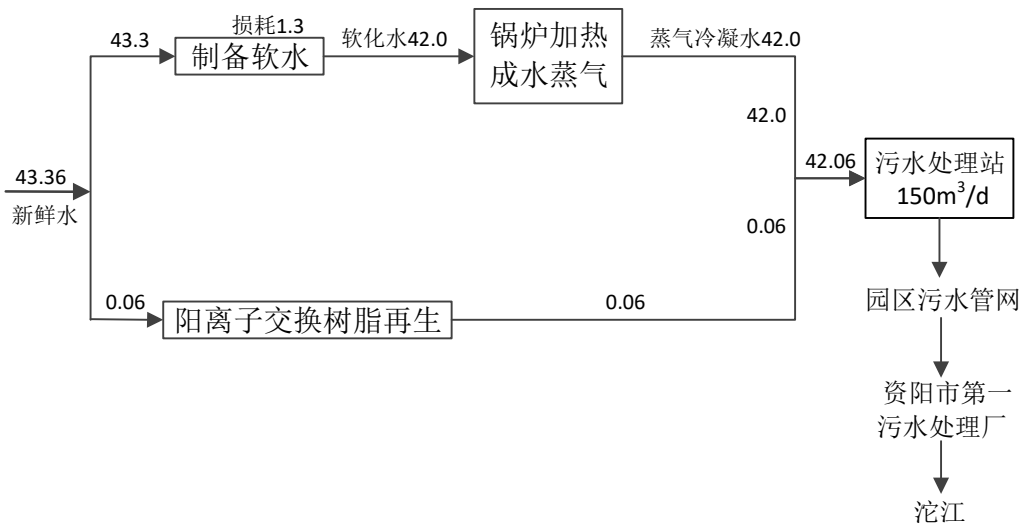 损耗1.3
43.3
制备软水
软化水42.0
锅炉加热
成水蒸气
蒸气冷凝水42.0
42.0
43.36
新鲜水
42.06
污水处理站
150m³/d
0.06
0.06
阳离子交换树脂再生
0.06
园区污水管网
资阳市第一
污水处理厂
沱江